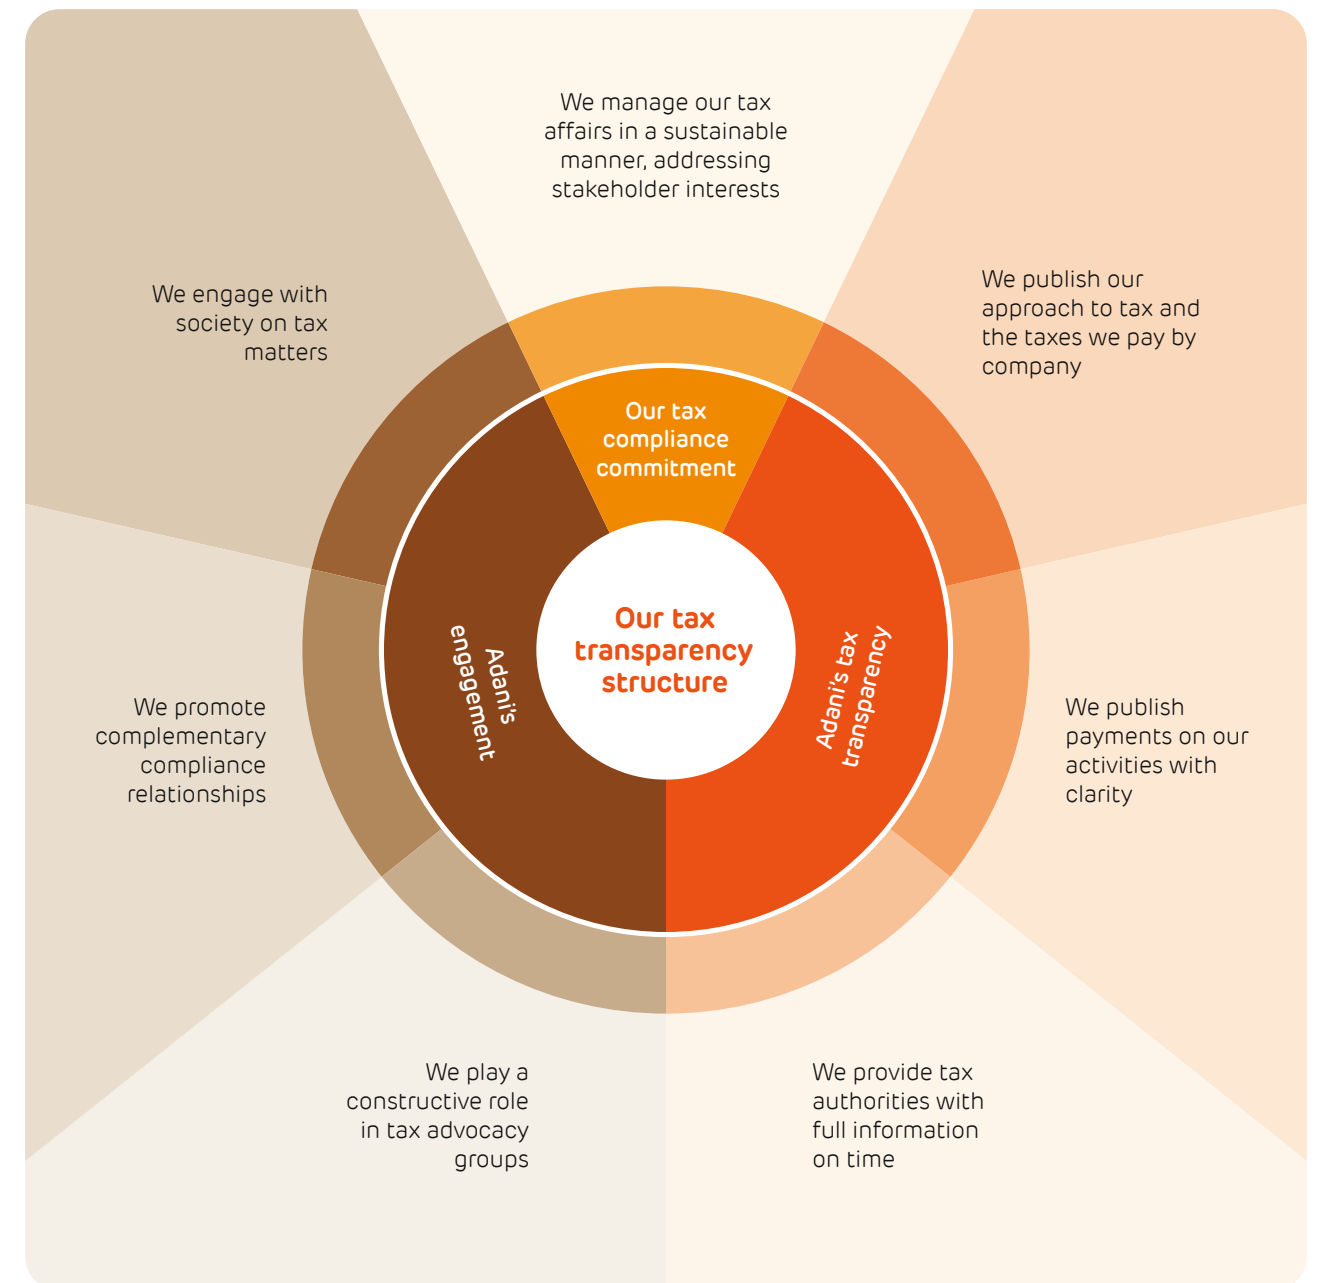 We manage our tax
affairs in a sustainable
manner, addressing
stakeholder interests
We publish our
approach to tax and
the taxes we pay by
company
We publish
payments on our
activities with
clarity
We provide tax
authorities with
full information
on time
We play a
constructive role
in tax advocacy
groups
We promote
complementary
compliance
relationships
We engage with
society on tax
matters
Our tax
compliance
commitment
Adani's tax
transparency
Adani's
engagement
Our tax
transparency
structure